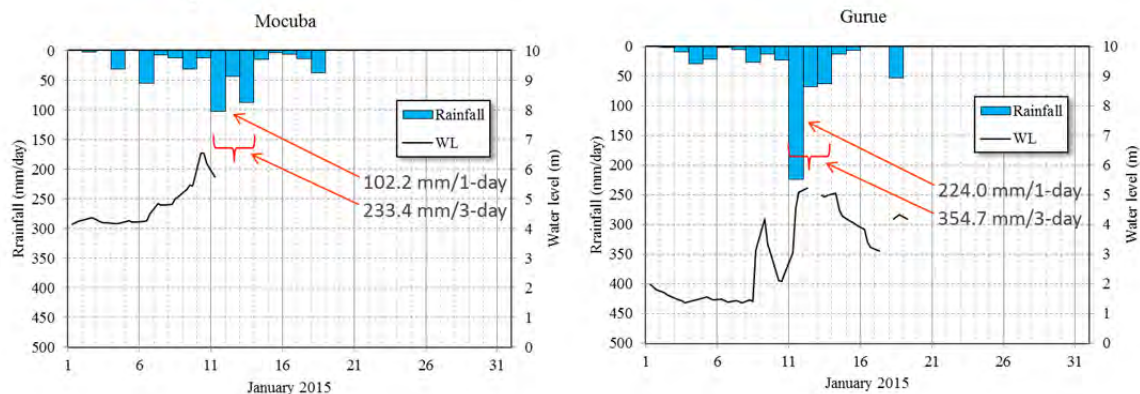 Mocuba
0
50
100
150
200
250
300
350
400
450
500
Rrainfall (mm/day)
10
9
8
7
6
5
4
3
2
1
0
Water level (m)
Rainfall
WL
102.2 mm/1-day
233.4 mm/3-day
1 6 11 16 21 26 31
January 2015
Gurue
0
50
100
150
200
250
300
350
400
450
500
Rrainfall (mm/day)
10
9
8
7
6
5
4
3
2
1
0
Water level (m)
Rainfall
WL
224.0 mm/1-day
354.7 mm/3-day
1 6 11 16 21 26 31
January 2015